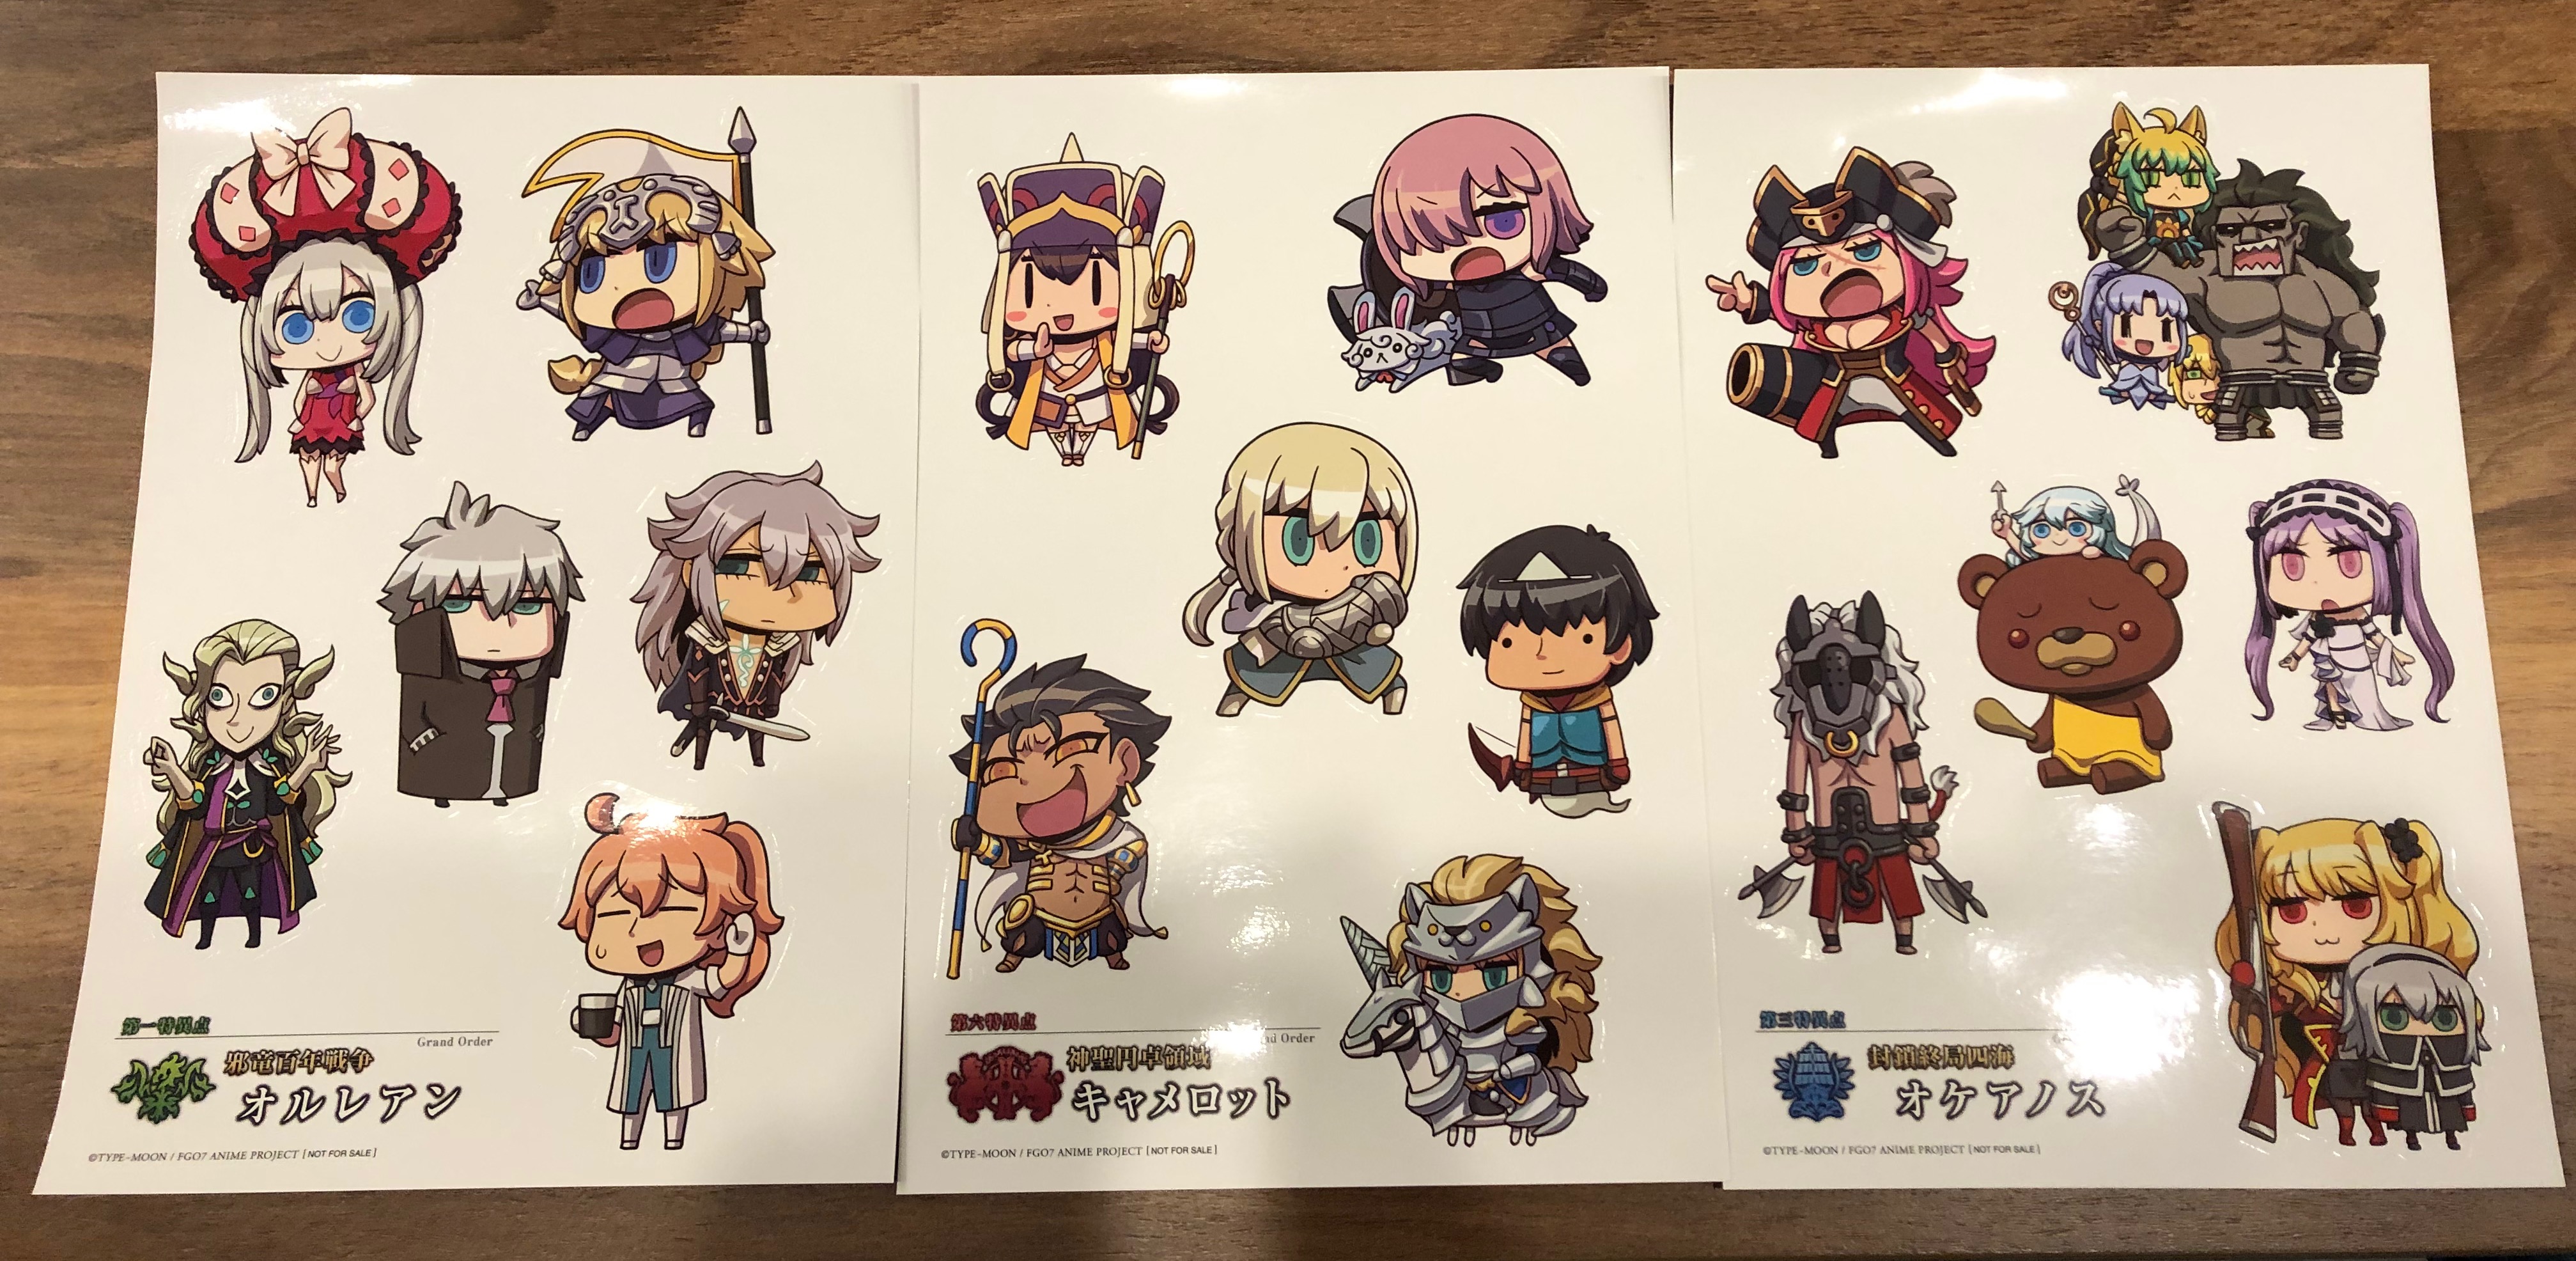 第一特異点
Grand Order
邪竜百年戦争
オルレアン
©TYPE-MOON / FGO7 ANIME PROJECT [NOT FOR SALE]
第六特異点
Order
神聖円卓領域
キャメロット
©TYPE-MOON / FGO7 ANIME PROJECT [NOT FOR SALE]
第三特異点
封鎖終局四海
オケアノス
©TYPE-MOON / FGO7 ANIME PROJECT [NOT FOR SALE]